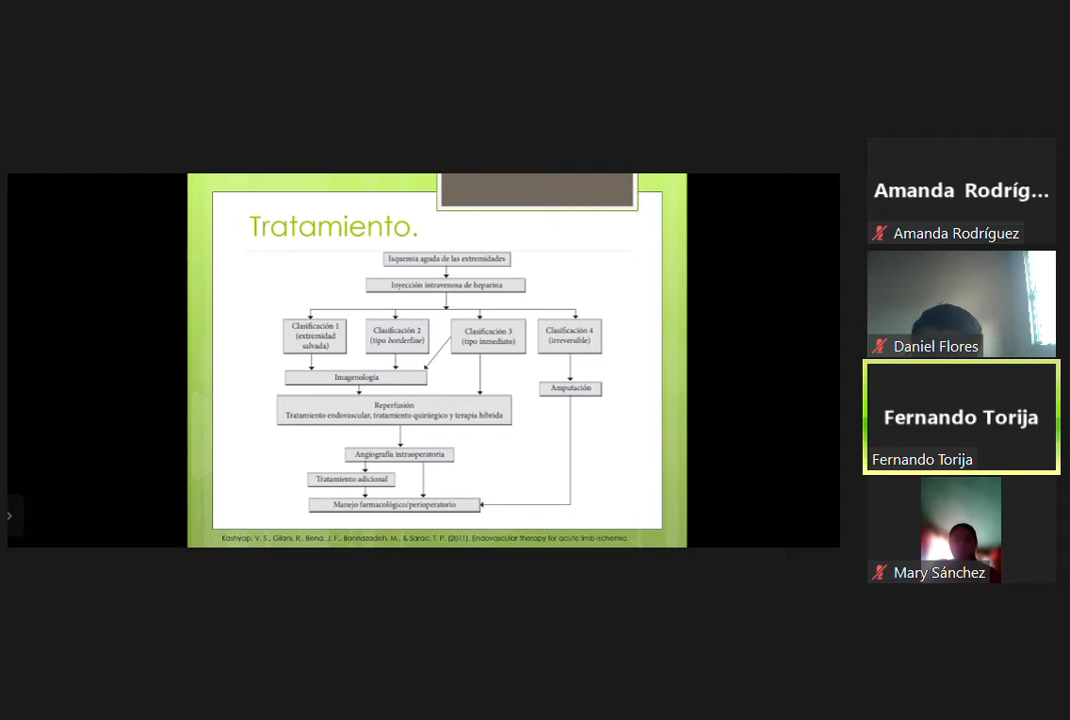 Tratamiento.
Isquemia aguda de las extremidades
Inyección intravenosa de heparina
Clasificación 1
(extremidad
salvada)
Clasificación 2
(tipo borderline)
Clasificación 3
(tipo inmediato)
Clasificación 4
(irreversible)
Imagenología
Amputación
Reperfusión
Tratamiento endovascular, tratamiento quirúrgico y terapia híbrida
Angiografía intraoperatoria
Tratamiento adicional
Manejo farmacológico/perioperatorio
Kashyap, V. S., Gilani, R., Bena, J. F., Bannazadeh, M., & Sarac, T. P. (2011). Endovascular therapy for acute limb ischemia.
Amanda Rodríg...
Amanda Rodríguez
Daniel Flores
Fernando Torija
Fernando Torija
Mary Sánchez